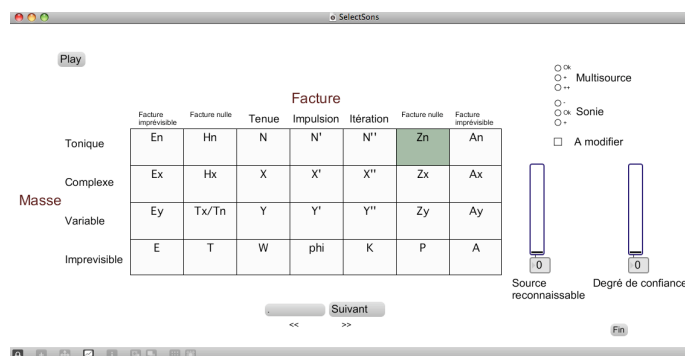 SelectSons
Play
Ok
+
++
Multisource
-
Ok
+
Sonie
A modifier
Facture
Facture imprévisible
Facture nulle
Tenue
Impulsion
Itération
Facture nulle
Facture imprévisible
Masse
Tonique En Hn N N' N'' Zn An
Complexe Ex Hx X X' X'' Zx Ax
Variable Ey Tx/Tn Y Y' Y'' Zy Ay
Imprevisible E T W phi K P A
0 0
Source reconnaissable
Degré de confiance
. Suivant
<< >>
Fin